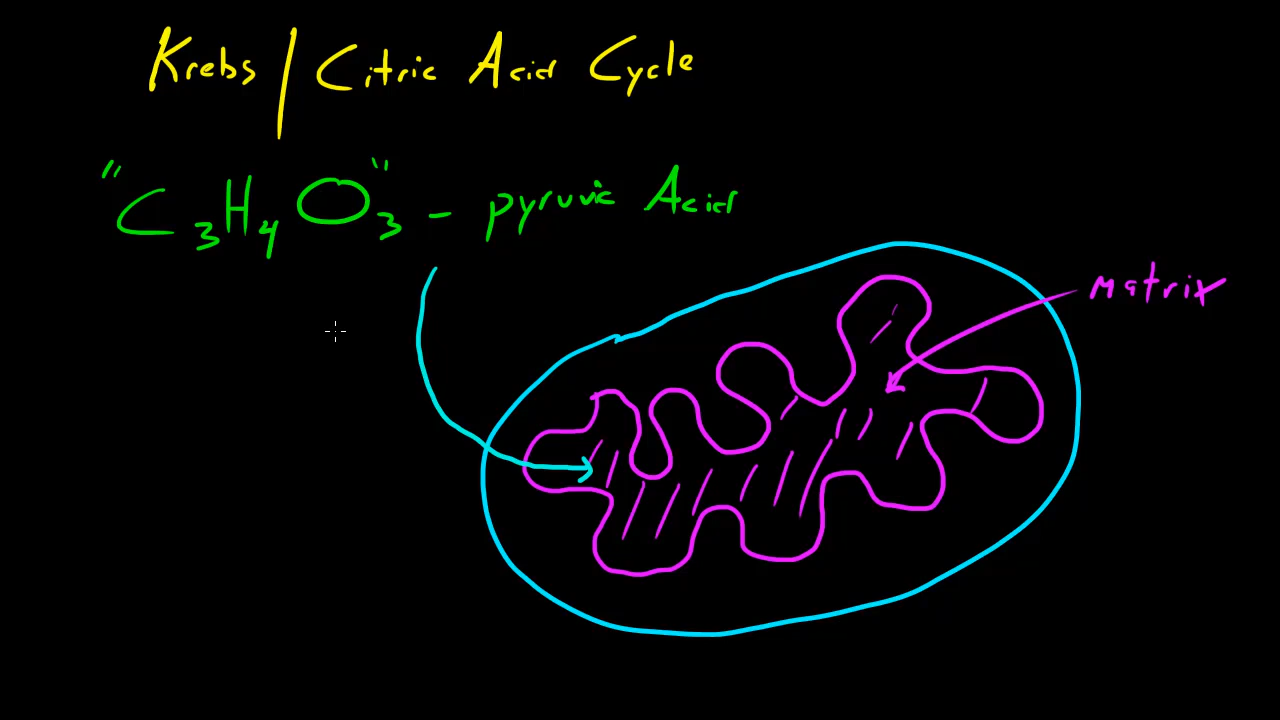 Krebs / Citric Acid Cycle
"C₃H₄O₃" - pyruvic Acid
matrix